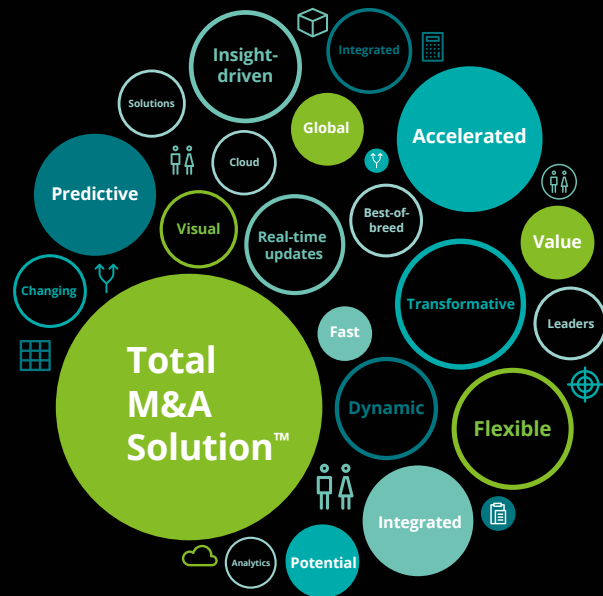 Insight-
driven
Integrated
Solutions
Global
Accelerated
Cloud
Predictive
Best-of-
breed
Visual
Real-time
updates
Value
Changing
Transformative
Leaders
Fast
Total
M&A
Solution™
Dynamic
Flexible
Integrated
Analytics
Potential